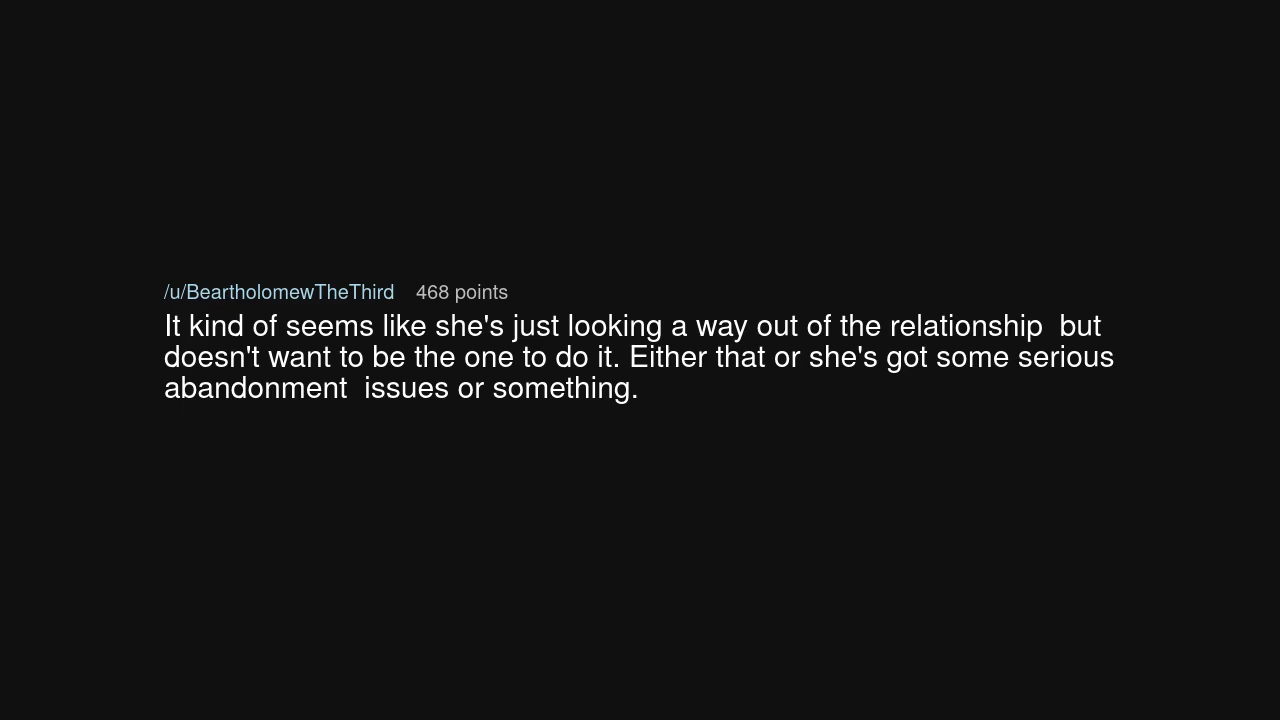 /u/BeartholomewTheThird 468 points
It kind of seems like she's just looking a way out of the relationship  but
doesn't want to be the one to do it. Either that or she's got some serious
abandonment  issues or something.